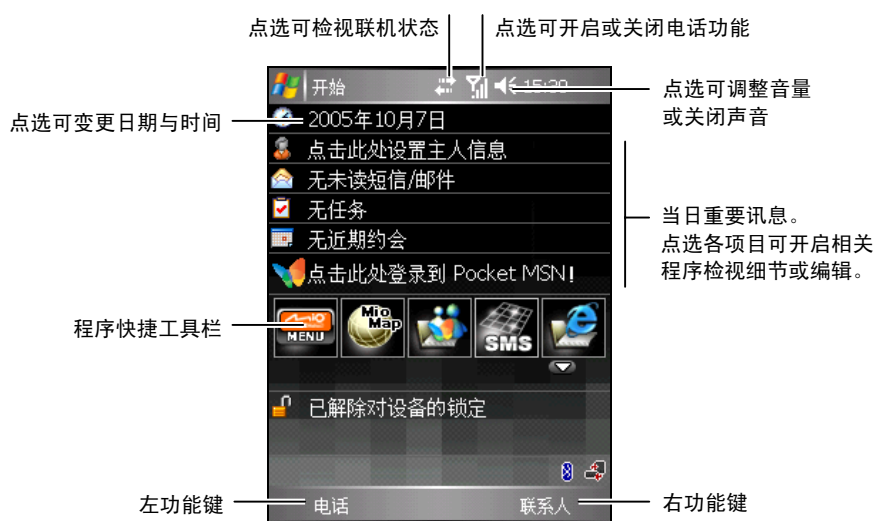 点选可检视联机状态
点选可开启或关闭电话功能
开始
15:39
点选可调整音量
或关闭声音
点选可变更日期与时间
2005年10月7日
点击此处设置主人信息
无未读短信/邮件
无任务
无近期约会
点击此处登录到 Pocket MSN!
当日重要讯息。
点选各项目可开启相关
程序检视细节或编辑。
程序快捷工具栏
Mio
MENU
Mio
Map
SMS
已解除对设备的锁定
左功能键
电话
联系人
右功能键